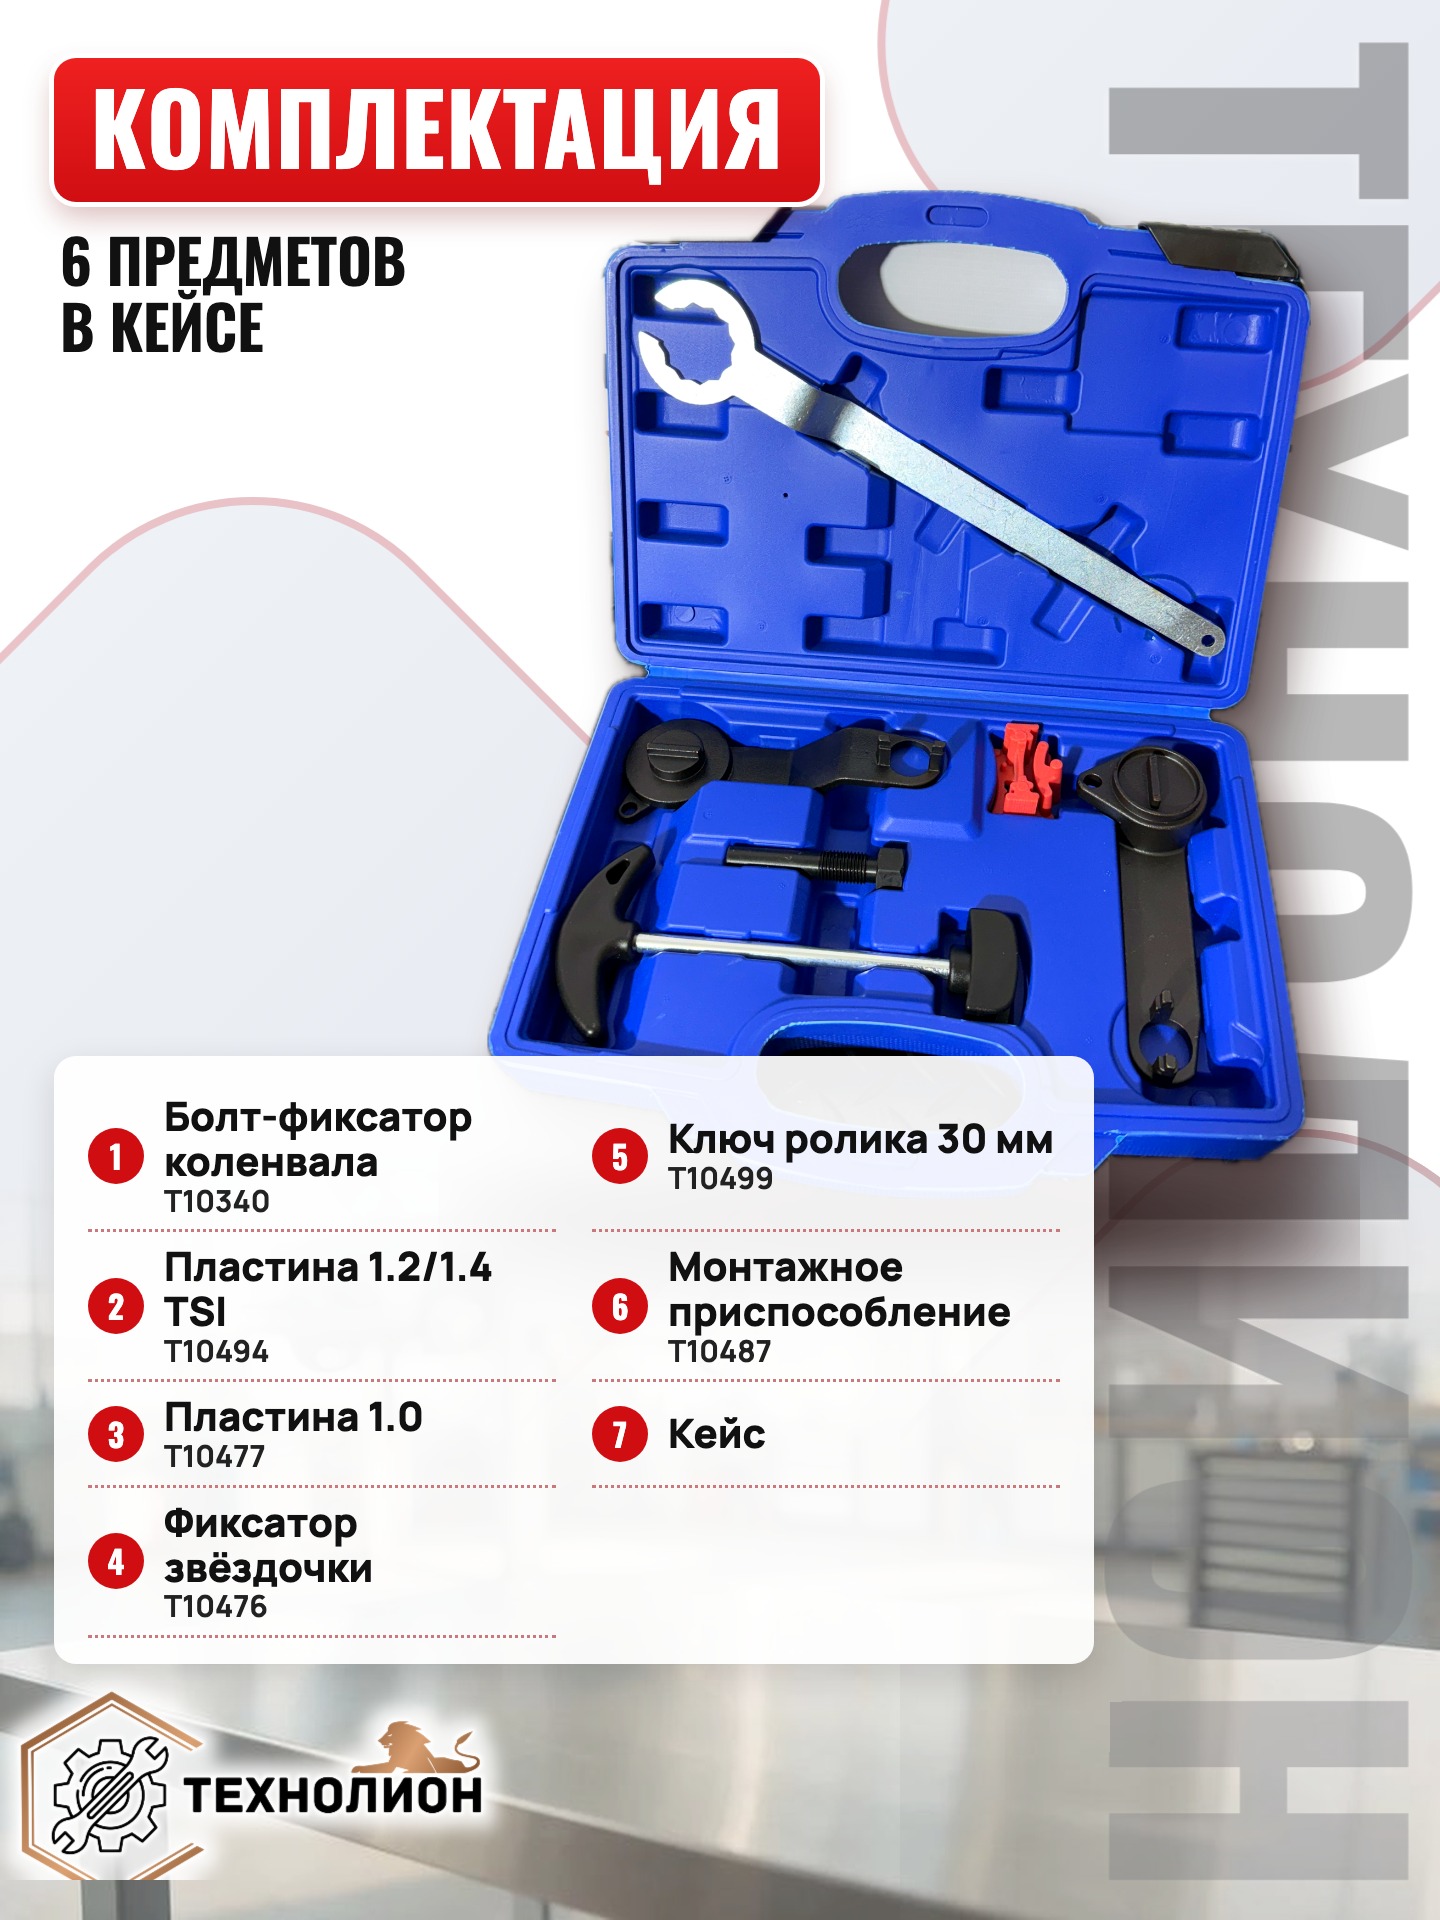 КОМПЛЕКТАЦИЯ
6 ПРЕДМЕТОВ
В КЕЙСЕ
1
Болт-фиксатор
коленвала
T10340
2
Пластина 1.2/1.4
TSI
T10494
3
Пластина 1.0
T10477
4
Фиксатор
звёздочки
T10476
5
Ключ ролика 30 мм
T10499
6
Монтажное
приспособление
T10487
7
Кейс
ТЕХНОЛИОН
ТЕХНОЛИОН